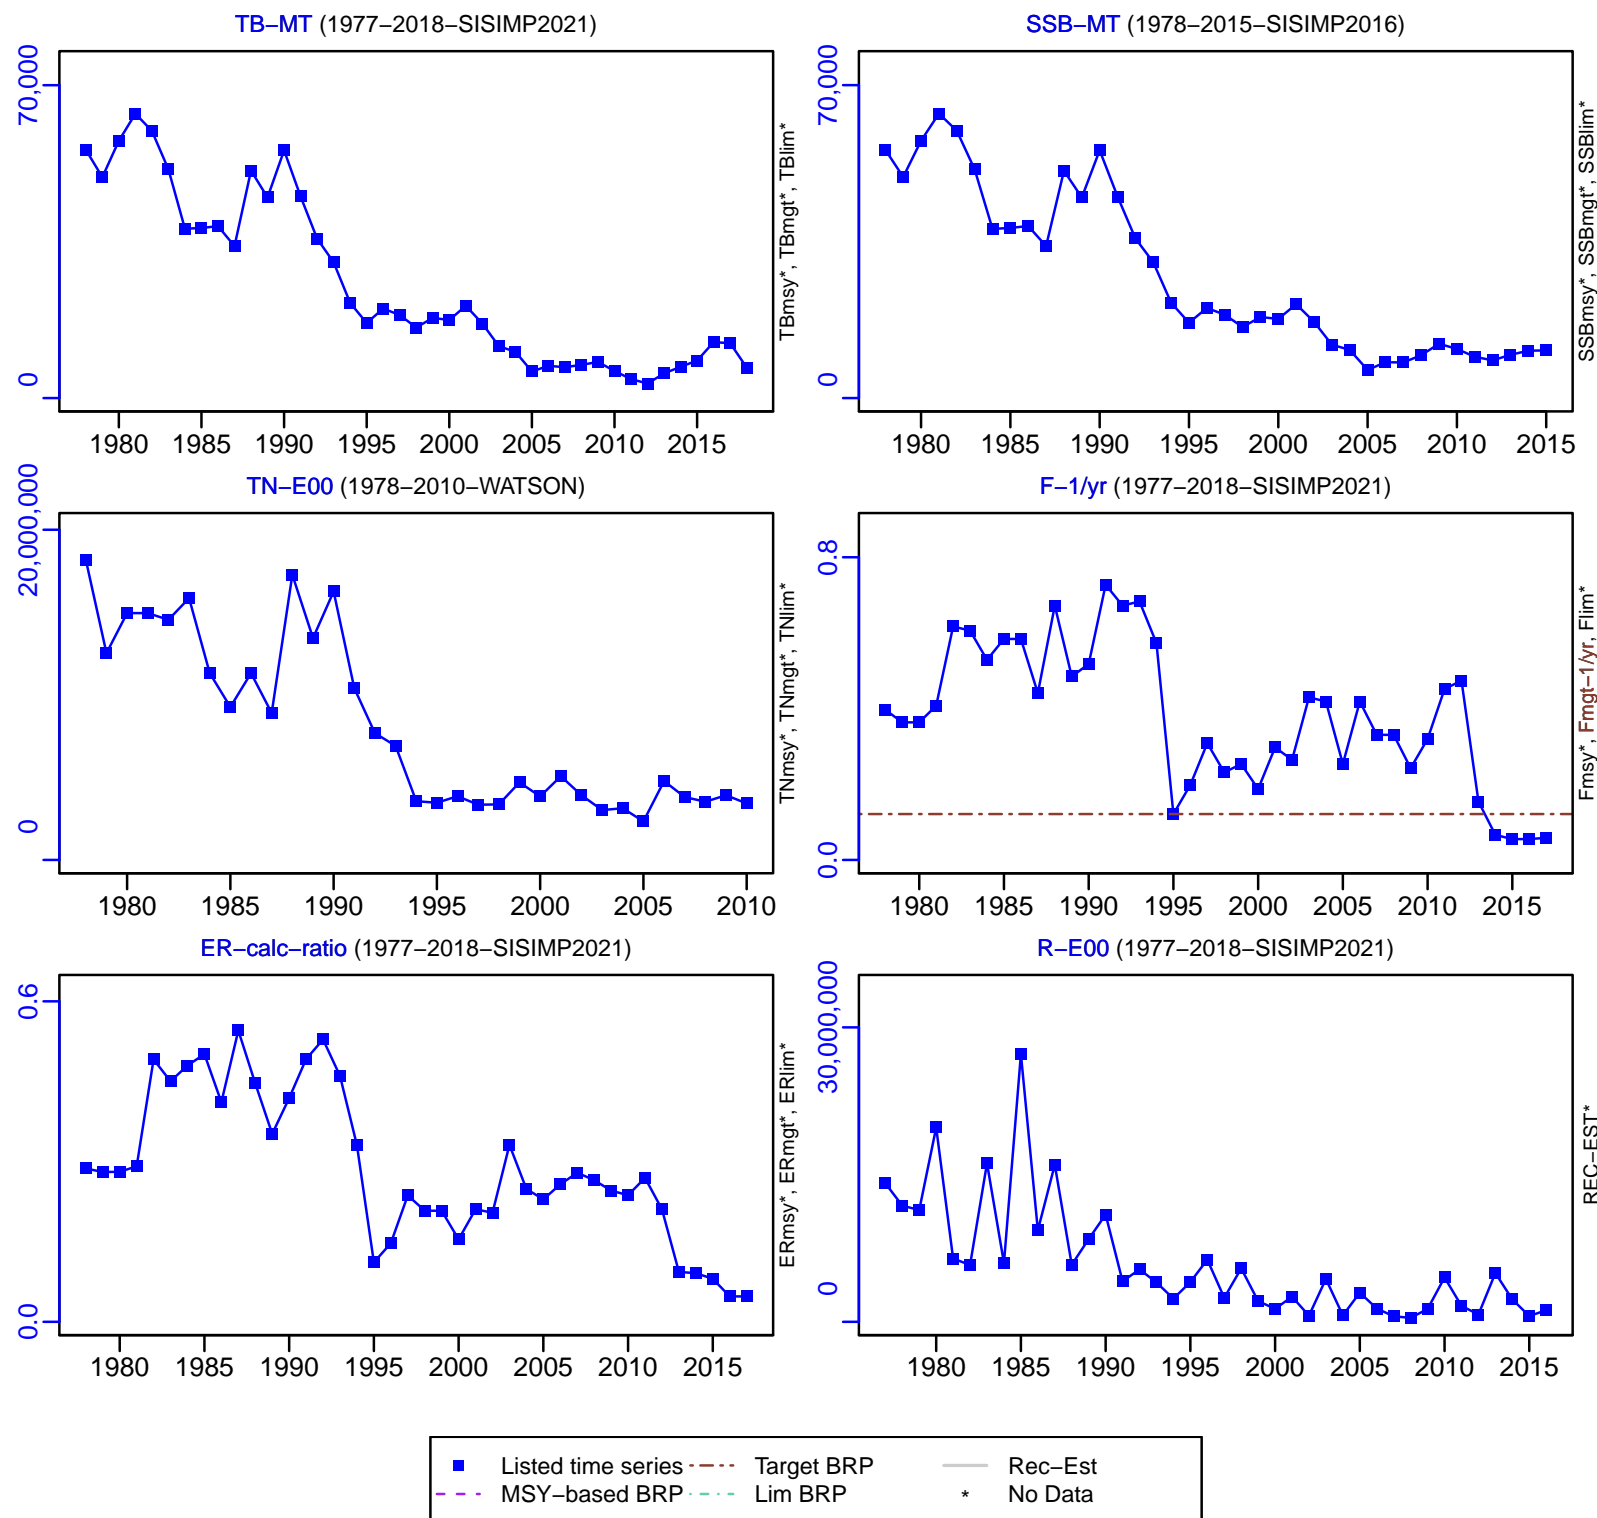 TB−MT (1977−2018−SISIMP2021)
70,000
0
1980 1985 1990 1995 2000 2005 2010 2015
TBmsy*, TBmgt*, TBlim*
SSB−MT (1978−2015−SISIMP2016)
70,000
0
1980 1985 1990 1995 2000 2005 2010 2015
SSBmsy*, SSBmgt*, SSBlim*
TN−E00 (1978−2010−WATSON)
20,000,000
0
1980 1985 1990 1995 2000 2005 2010
TNmsy*, TNmgt*, TNlim*
F−1/yr (1977−2018−SISIMP2021)
0.8
0.0
1980 1985 1990 1995 2000 2005 2010 2015
Fmsy*, Fmgt−1/yr, Flim*
ER−calc−ratio (1977−2018−SISIMP2021)
0.6
0.0
1980 1985 1990 1995 2000 2005 2010 2015
ERmsy*, ERmgt*, ERlim*
R−E00 (1977−2018−SISIMP2021)
30,000,000
0
1980 1985 1990 1995 2000 2005 2010 2015
REC−EST*
Listed time series Target BRP Rec−Est
MSY−based BRP Lim BRP * No Data